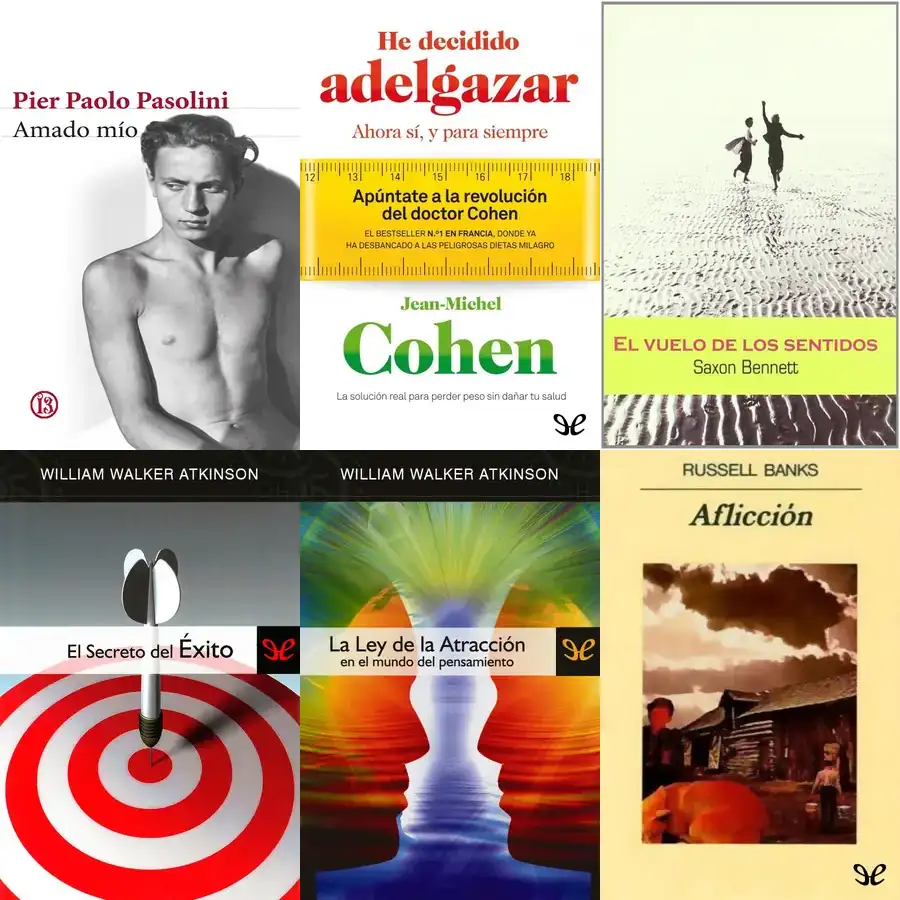 Pier Paolo Pasolini
Amado mío
13
He decidido
adelgazar
Ahora sí, y para siempre
12 13 14 15 16 17 18
Apúntate a la revolución
del doctor Cohen
EL BESTSELLER N.º 1 EN FRANCIA, DONDE YA
HA DESBANCADO A LAS PELIGROSAS DIETAS MILAGRO
Jean-Michel
Cohen
La solución real para perder peso sin dañar tu salud
EL VUELO DE LOS SENTIDOS
Saxon Bennett
WILLIAM WALKER ATKINSON
El Secreto del Éxito
WILLIAM WALKER ATKINSON
La Ley de la Atracción
en el mundo del pensamiento
RUSSELL BANKS
Aflicción